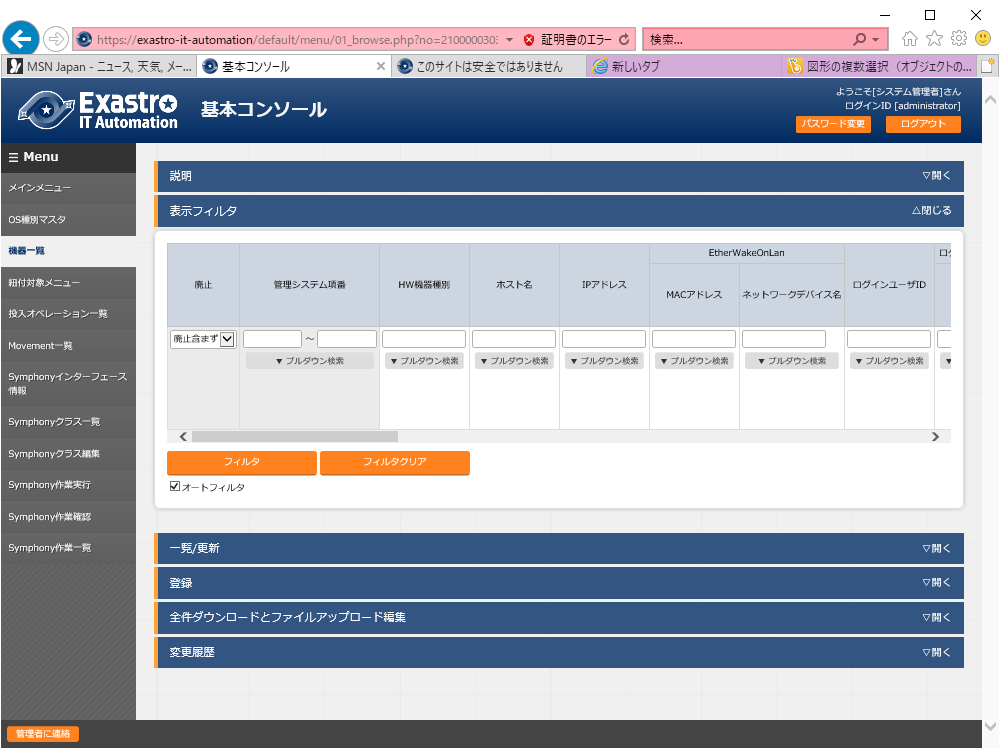 https://exastro-it-automation/default/menu/01_browse.php?no=210000030:
証明書のエラー
検索...
MSN Japan - ニュース, 天気, メー...
基本コンソール
このサイトは安全ではありません
新しいタブ
図形の複数選択（オブジェクトの...
Exastro
IT Automation
基本コンソール
ようこそ[システム管理者]さん
ログインID [administrator]
パスワード変更
ログアウト
☰ Menu
メインメニュー
OS種別マスタ
機器一覧
紐付対象メニュー
投入オペレーション一覧
Movement一覧
Symphonyインターフェース
情報
Symphonyクラス一覧
Symphonyクラス編集
Symphony作業実行
Symphony作業確認
Symphony作業一覧
説明
▽開く
表示フィルタ
△閉じる
廃止
管理システム項番
HW機器種別
ホスト名
IPアドレス
EtherWakeOnLan
MACアドレス
ネットワークデバイス名
ログインユーザID
廃止含まず
～
▼ プルダウン検索
▼ プルダウン検索
▼ プルダウン検索
▼ プルダウン検索
▼ プルダウン検索
▼ プルダウン検索
▼ プルダウン検索
フィルタ
フィルタクリア
オートフィルタ
一覧/更新
▽開く
登録
▽開く
全件ダウンロードとファイルアップロード編集
▽開く
変更履歴
▽開く
管理者に連絡